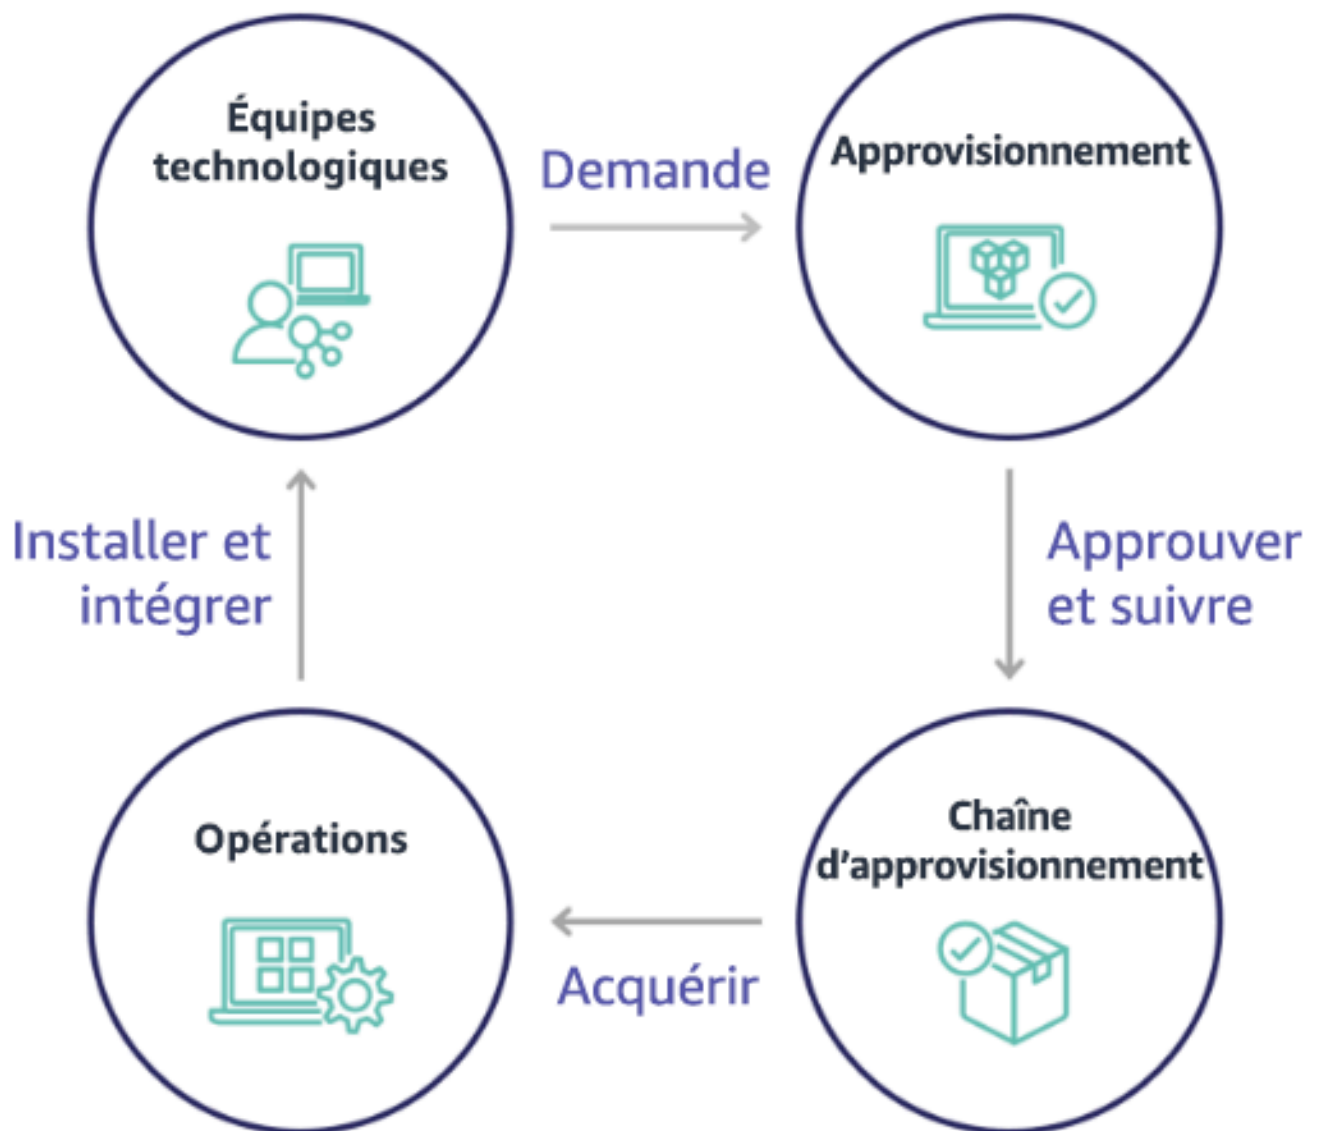 Équipes
technologiques
Demande
Approvisionnement
Installer et
intégrer
Approuver
et suivre
Opérations
Acquérir
Chaîne
d’approvisionnement